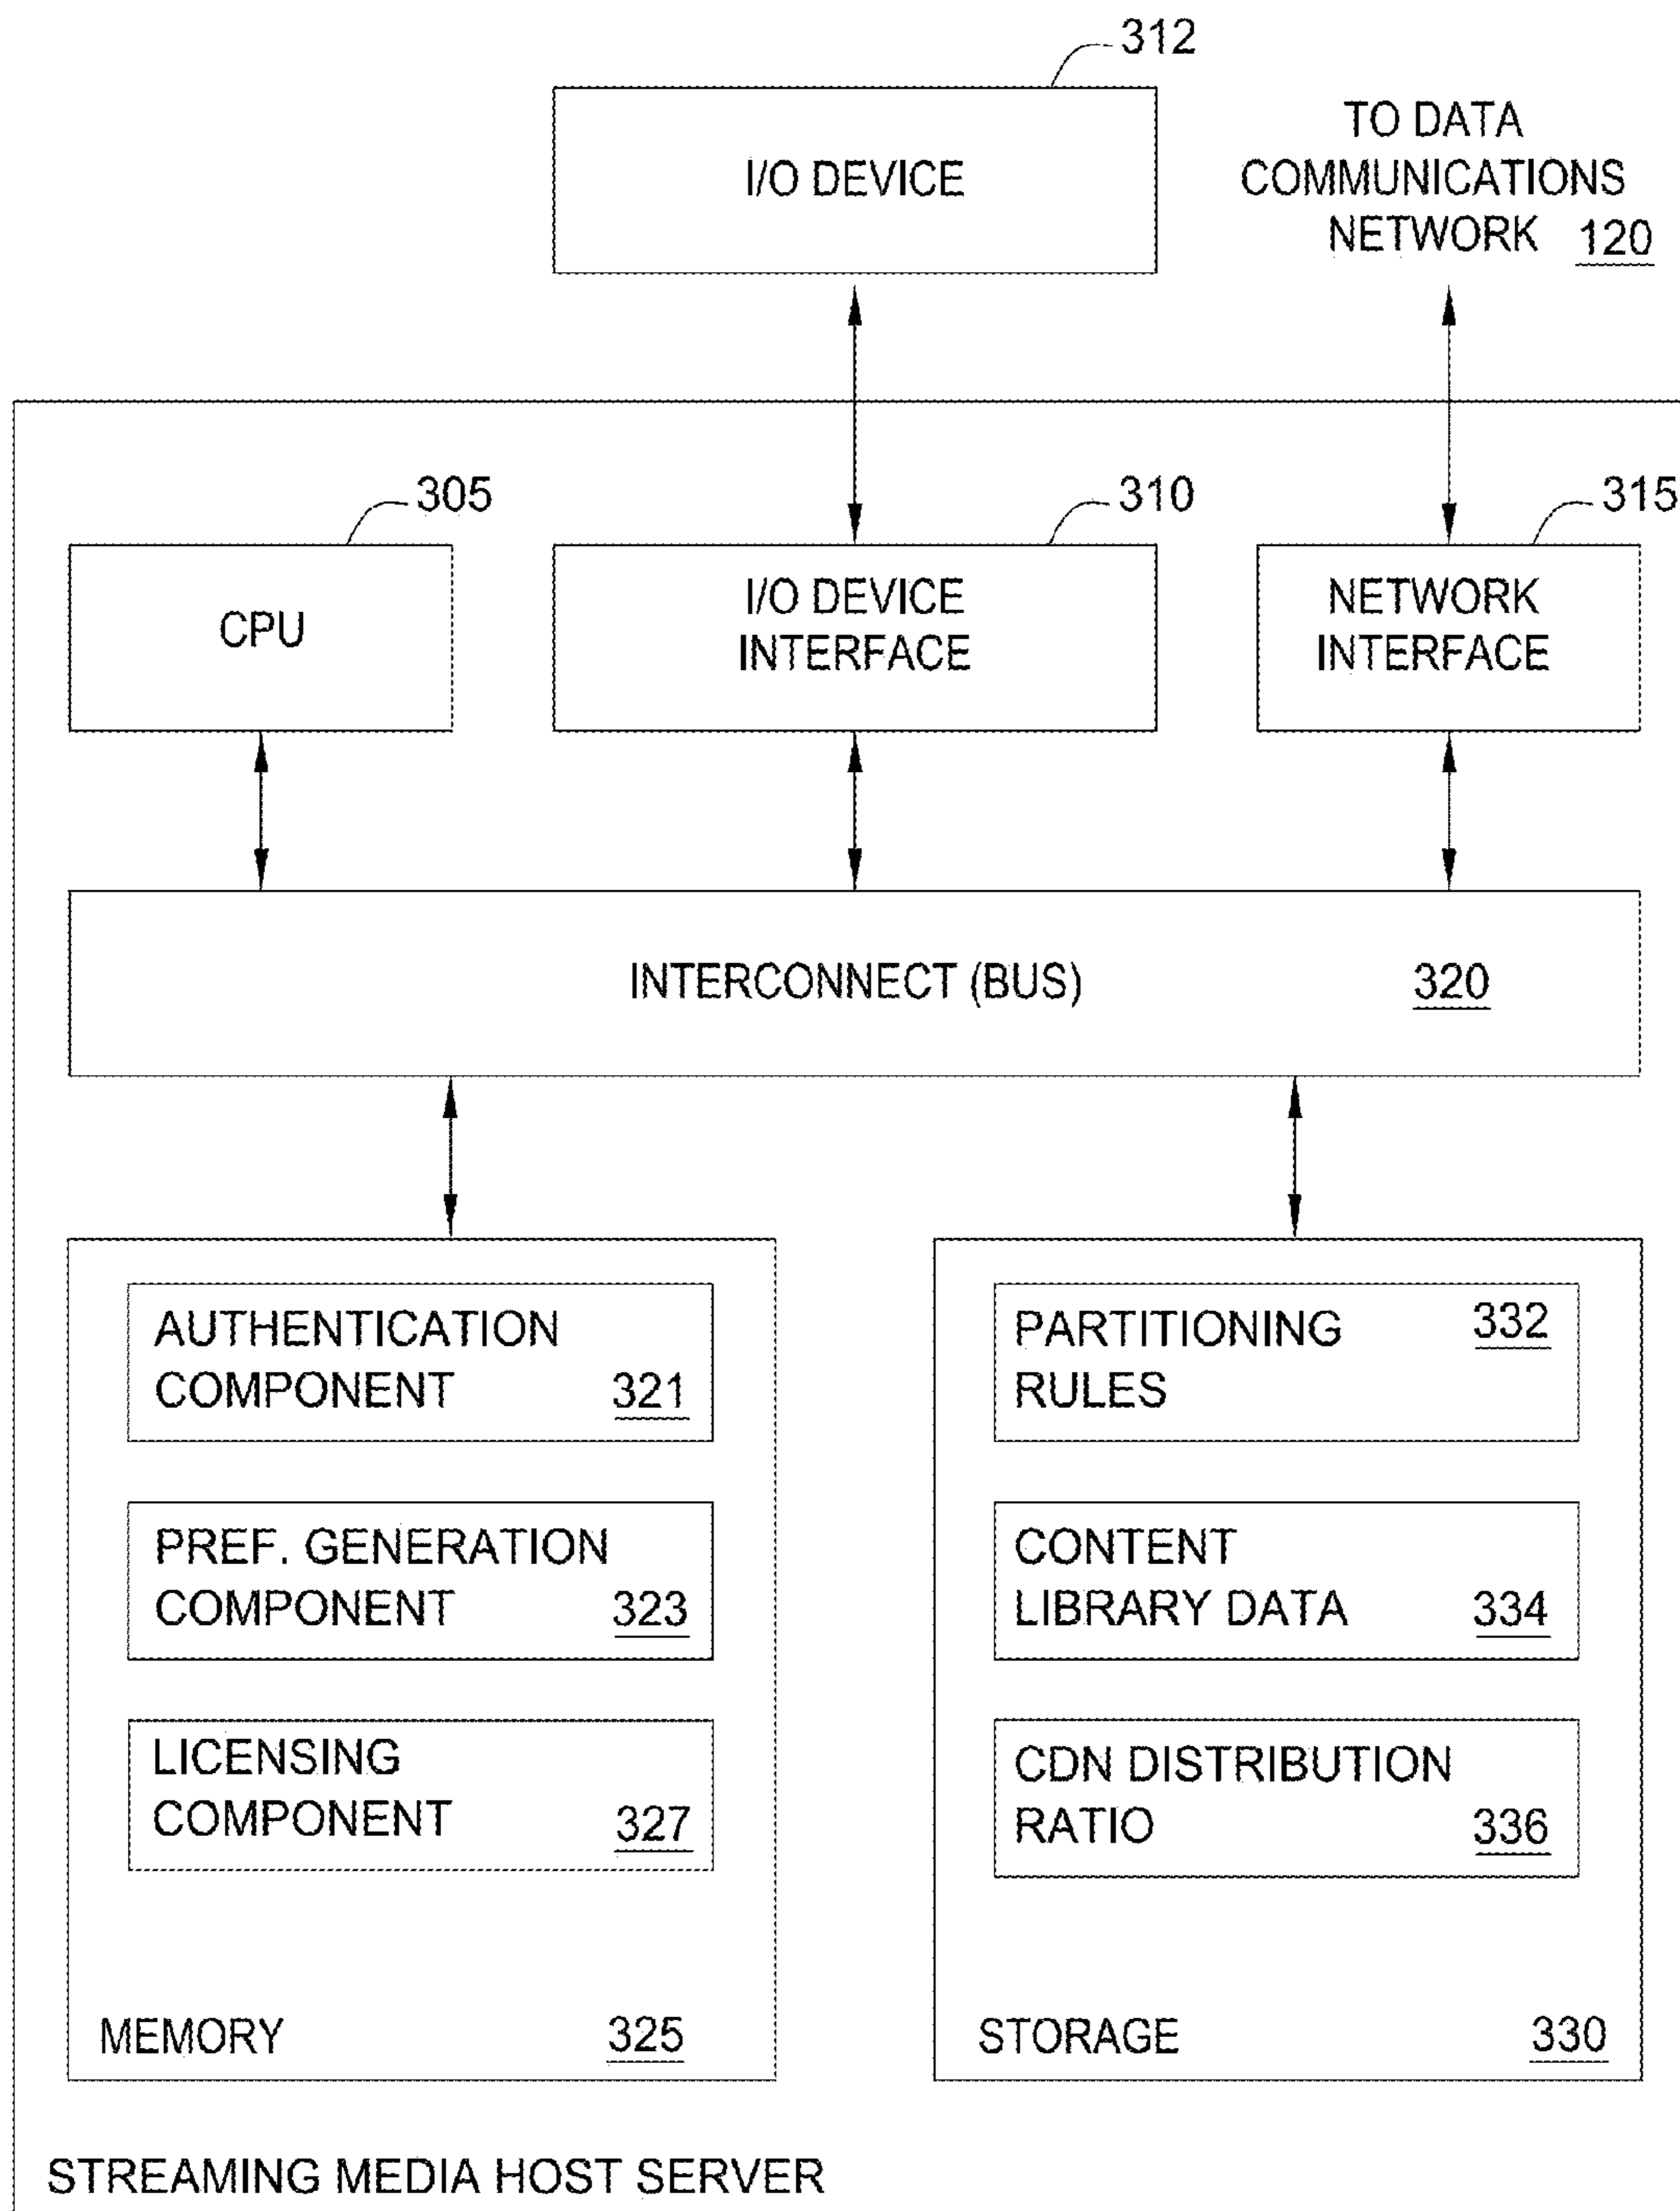 312
I/O DEVICE
TO DATA
COMMUNICATIONS
NETWORK 120
305
310
315
CPU
I/O DEVICE
INTERFACE
NETWORK
INTERFACE
INTERCONNECT (BUS) 320
AUTHENTICATION
COMPONENT 321
PREF. GENERATION
COMPONENT 323
LICENSING
COMPONENT 327
MEMORY 325
PARTITIONING 332
RULES
CONTENT
LIBRARY DATA 334
CDN DISTRIBUTION
RATIO 336
STORAGE 330
STREAMING MEDIA HOST SERVER